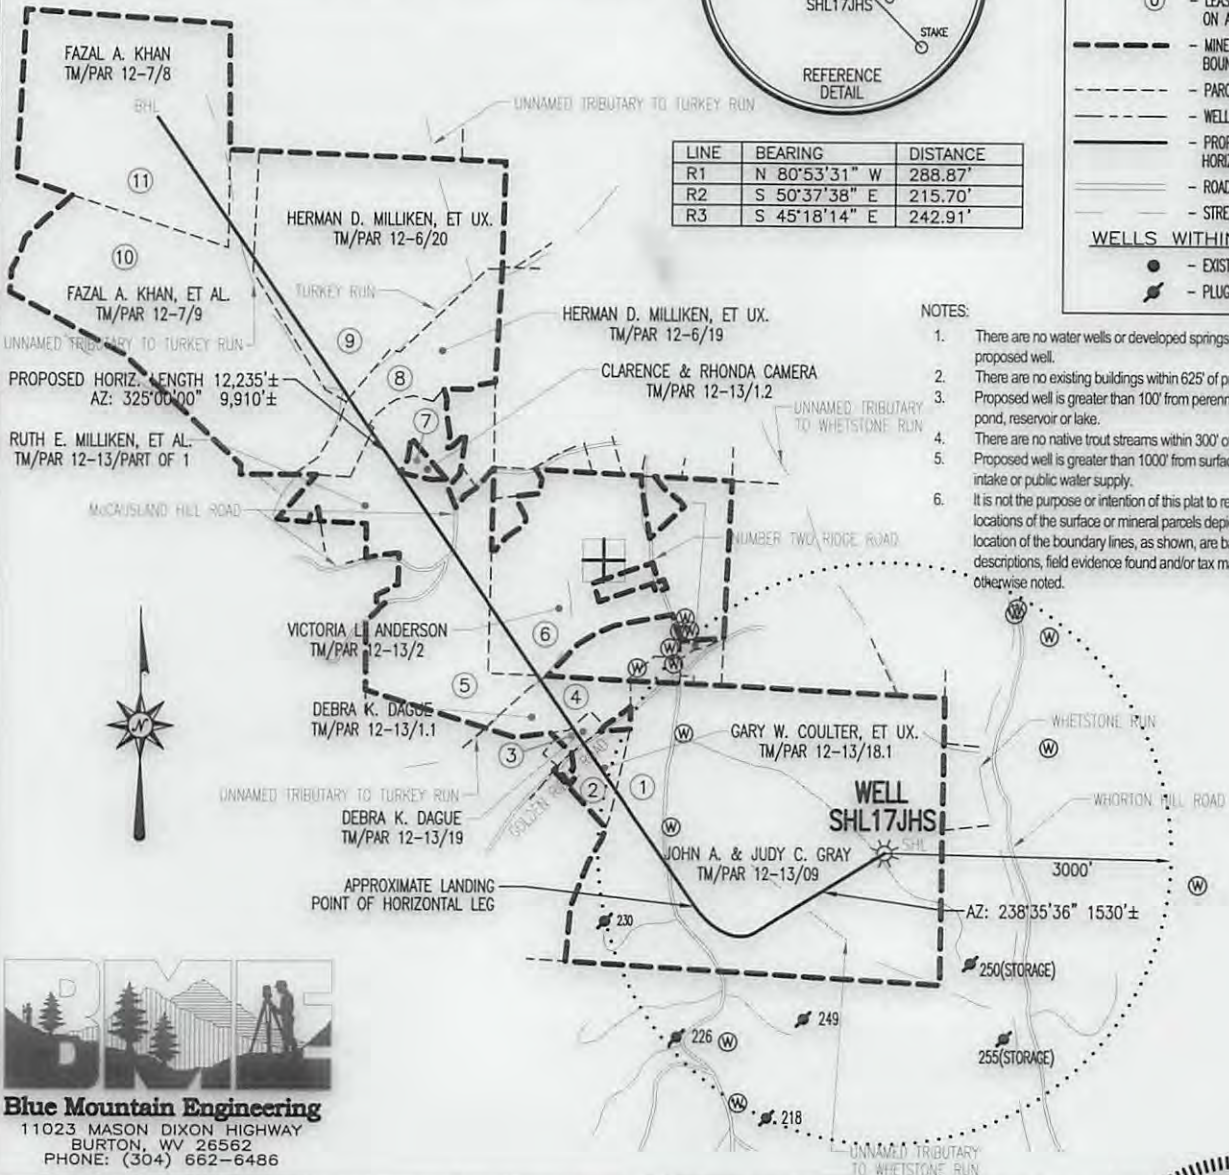 SHL17JHS
STAKE
REFERENCE
DETAIL
ON A
BOUN
WELL
HORIZ
ROAD
WELLS WITHIN
FAZAL A. KHAN
TM/PAR 12-7/8
BHL
UNNAMED TRIBUTARY TO TURKEY RUN
LINE BEARING DISTANCE
R1 N 80°53'31" W 288.87'
R2 S 50°37'38" E 215.70'
R3 S 45°18'14" E 242.91'
11
HERMAN D. MILLIKEN, ET UX.
TM/PAR 12-6/20
10
FAZAL A. KHAN, ET AL.
TM/PAR 12-7/9
TURKEY RUN
UNNAMED TRIBUTARY TO TURKEY RUN
9
HERMAN D. MILLIKEN, ET UX.
TM/PAR 12-6/19
8
PROPOSED HORIZ. LENGTH 12,235'±
AZ: 325°00'00" 9,910'±
CLARENCE & RHONDA CAMERA
TM/PAR 12-13/1.2
7
UNNAMED TRIBUTARY
TO WHETSTONE RUN
RUTH E. MILLIKEN, ET AL.
TM/PAR 12-13/PART OF 1
McCAUSLAND HILL ROAD
NUMBER TWO RIDGE ROAD
NOTES:
1. There are no water wells or developed springs
proposed well.
2. There are no existing buildings within 625' of p
3. Proposed well is greater than 100' from perenn
pond, reservoir or lake.
4. There are no native trout streams within 300' o
5. Proposed well is greater than 1000' from surfac
intake or public water supply.
6. It is not the purpose or intention of this plat to re
locations of the surface or mineral parcels depi
location of the boundary lines, as shown, are ba
descriptions, field evidence found and/or tax ma
otherwise noted.
VICTORIA L. ANDERSON
TM/PAR 12-13/2
6
5
4
DEBRA K. DAGUE
TM/PAR 12-13/1.1
3
GARY W. COULTER, ET UX.
TM/PAR 12-13/18.1
WHETSTONE RUN
UNNAMED TRIBUTARY TO TURKEY RUN
2
1
DEBRA K. DAGUE
TM/PAR 12-13/19
WELL
SHL17JHS
SHL
WHORTON HILL ROAD
JOHN A. & JUDY C. GRAY
TM/PAR 12-13/09
3000'
APPROXIMATE LANDING
POINT OF HORIZONTAL LEG
AZ: 238°35'36" 1530'±
230
250(STORAGE)
249
226
255(STORAGE)
218
W
W
W
W
W
W
W
W
W
W
W
W
W
N
UNNAMED TRIBUTARY
TO WHETSTONE RUN
BME
Blue Mountain Engineering
11023 MASON DIXON HIGHWAY
BURTON, WV 26562
PHONE: (304) 662-6486